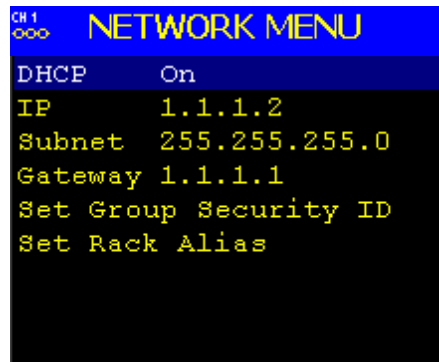 CH 1
NETWORK MENU
DHCP On
IP 1.1.1.2
Subnet 255.255.255.0
Gateway 1.1.1.1
Set Group Security ID
Set Rack Alias